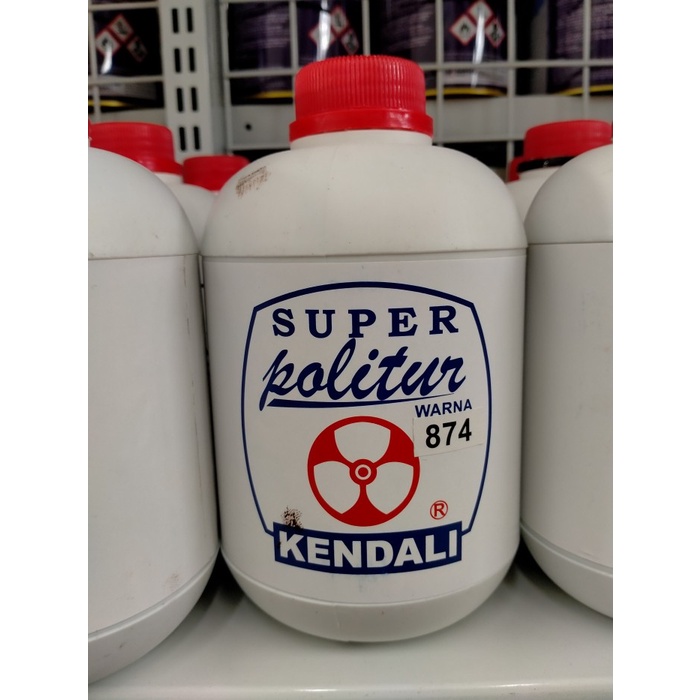 SUPER
politur
WARNA
874
®
KENDALI